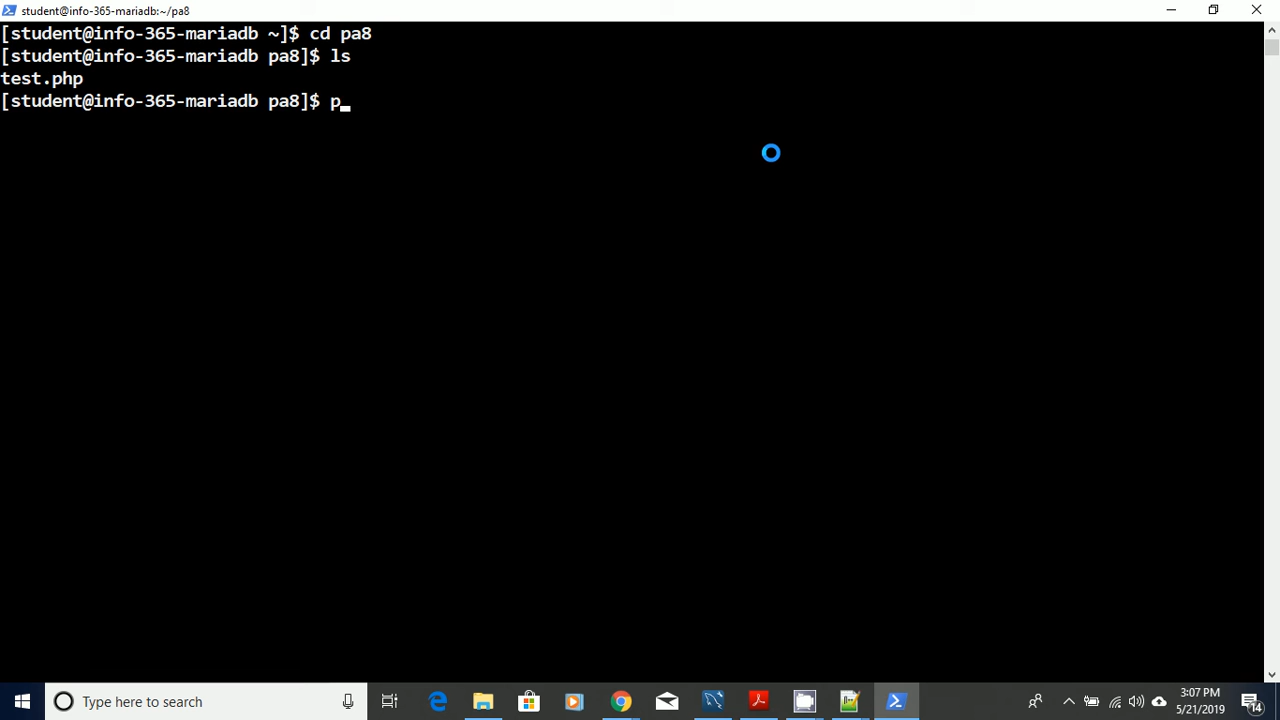 student@info-365-mariadb:~/pa8
[student@info-365-mariadb ~]$ cd pa8
[student@info-365-mariadb pa8]$ ls
test.php
[student@info-365-mariadb pa8]$ p
Type here to search
3:07 PM
5/21/2019
14